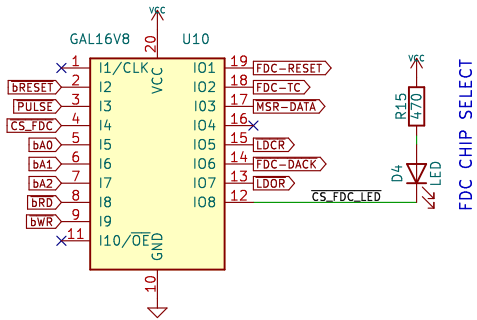 VCC
GAL16V8 U10
20
VCC
1 I1/CLK IO1 19 FDC-RESET
bRESET 2 I2 IO2 18 FDC-TC
PULSE 3 I3 IO3 17 MSR-DATA
CS_FDC 4 I4 IO4 16
bA0 5 I5 IO5 15 LDCR
bA1 6 I6 IO6 14 FDC-DACK
bA2 7 I7 IO7 13 LDOR
bRD 8 I8 IO8 12 CS_FDC_LED
bWR 9 I9
11 I10/OE
GND
10
VCC
R15
470
D4
LED
FDC CHIP SELECT